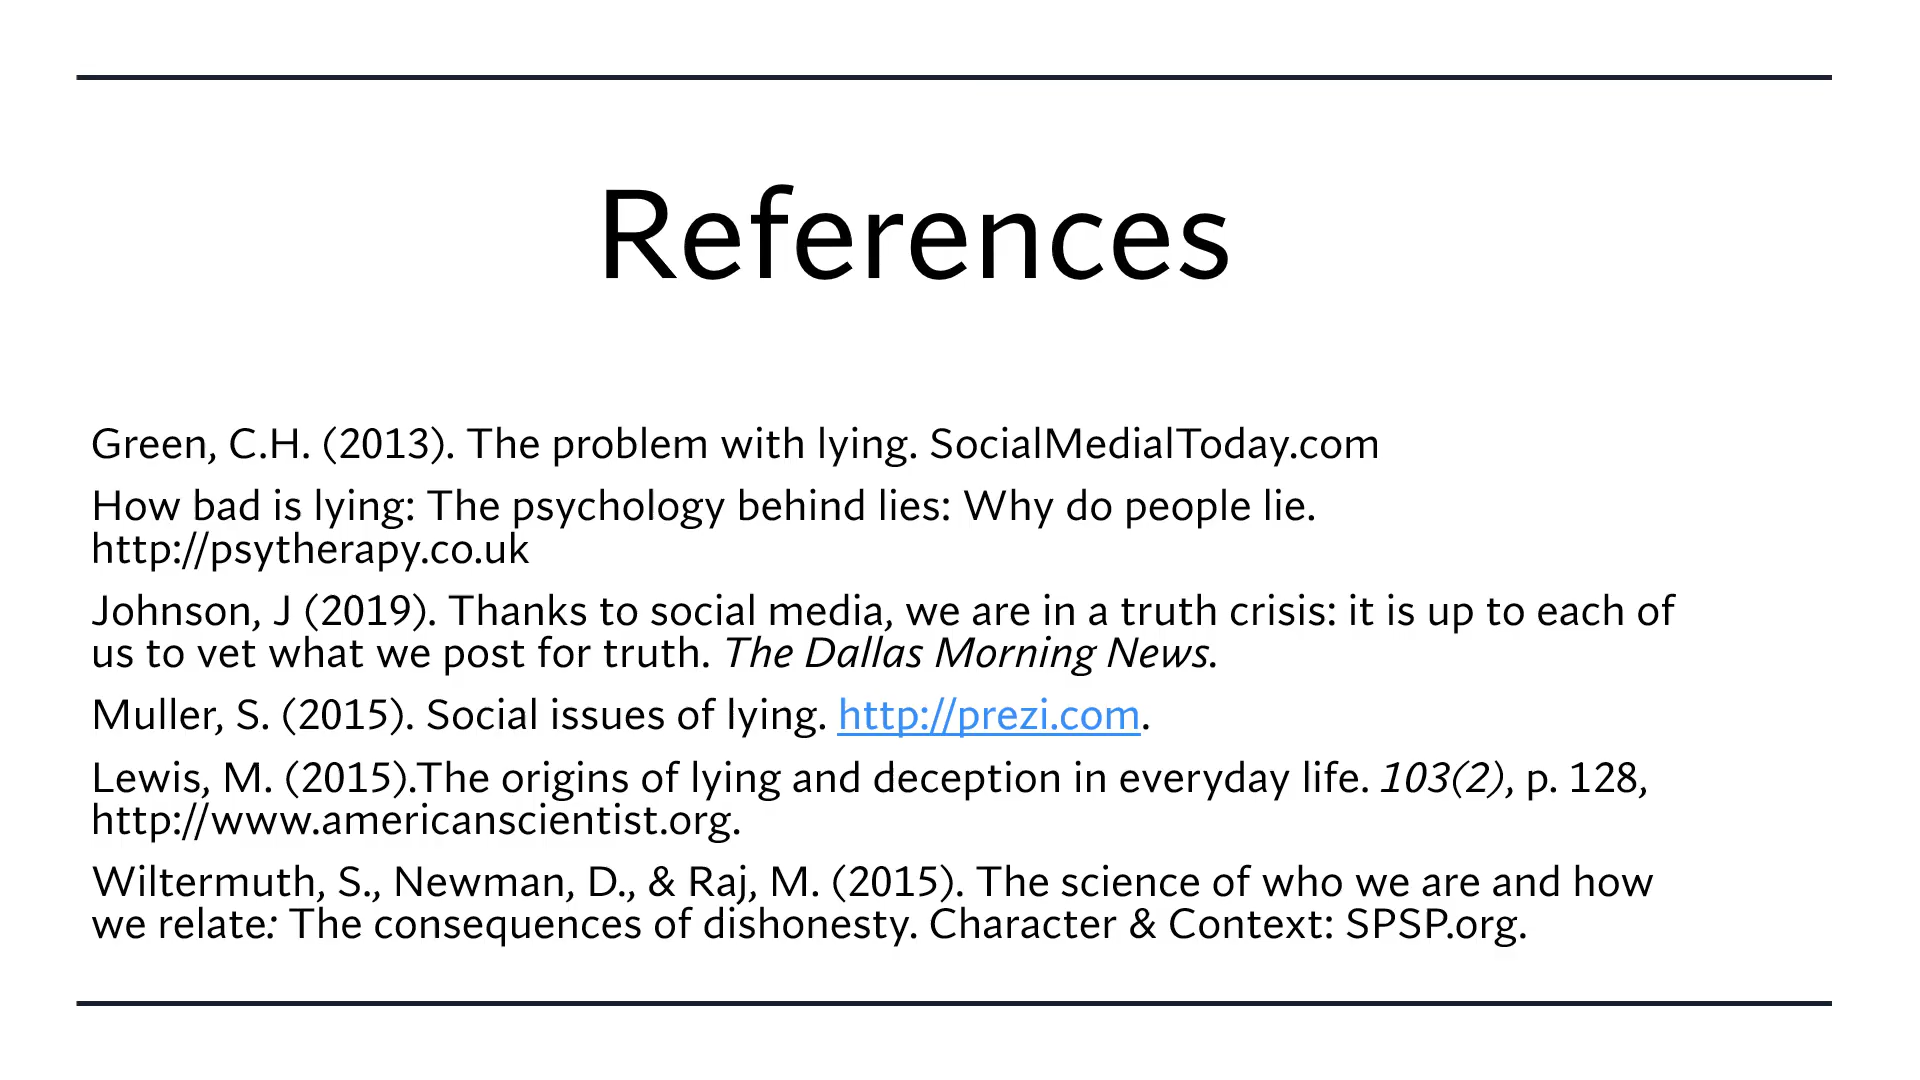 References
Green, C.H. (2013). The problem with lying. SocialMedialToday.com
How bad is lying: The psychology behind lies: Why do people lie.
http://psytherapy.co.uk
Johnson, J (2019). Thanks to social media, we are in a truth crisis: it is up to each of
us to vet what we post for truth. The Dallas Morning News.
Muller, S. (2015). Social issues of lying. http://prezi.com.
Lewis, M. (2015).The origins of lying and deception in everyday life. 103(2), p. 128,
http://www.americanscientist.org.
Wiltermuth, S., Newman, D., & Raj, M. (2015). The science of who we are and how
we relate: The consequences of dishonesty. Character & Context: SPSP.org.